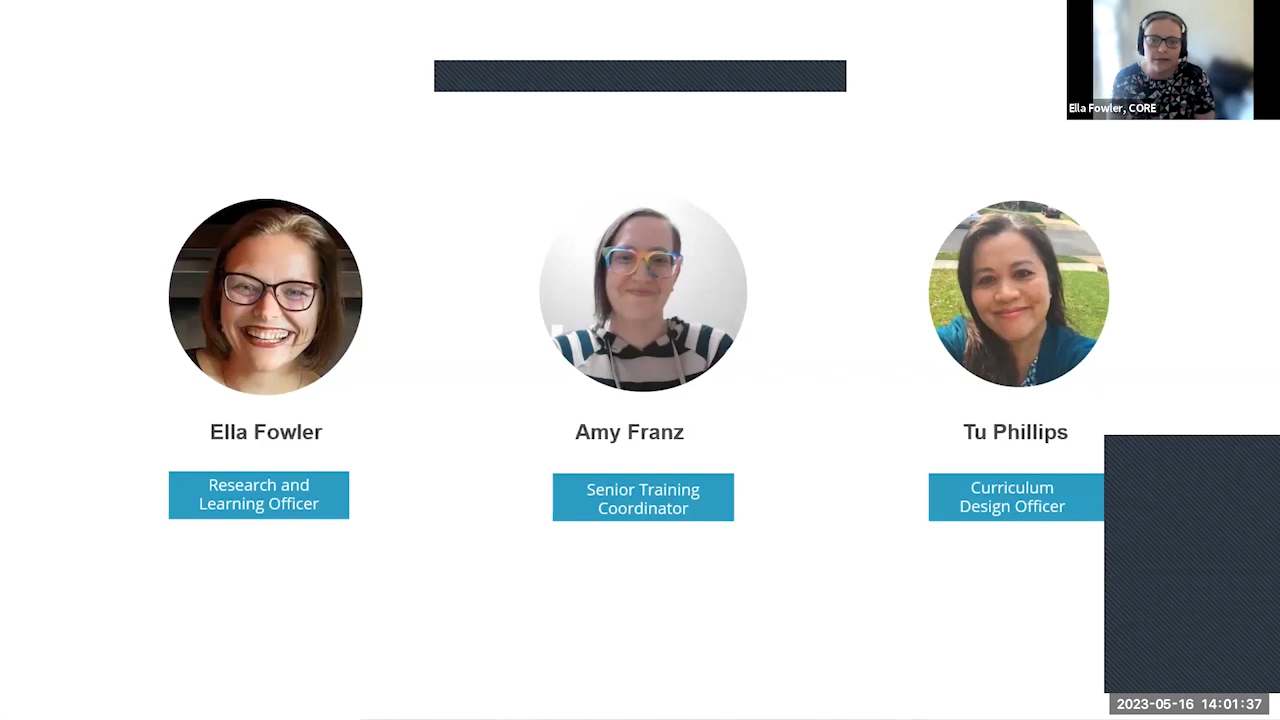 Ella Fowler, CORE
Ella Fowler
Amy Franz
Tu Phillips
Research and
Learning Officer
Senior Training
Coordinator
Curriculum
Design Officer
2023-05-16 14:01:37